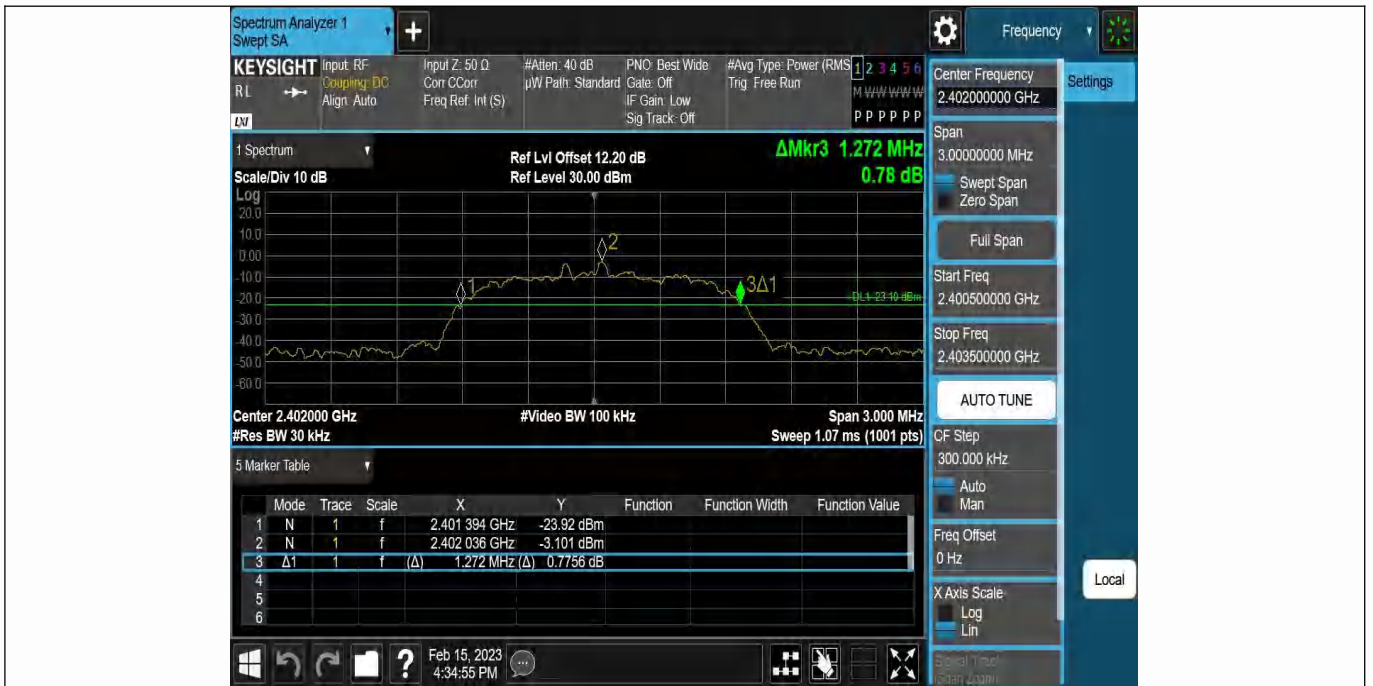 Spectrum Analyzer 1
Swept SA
Frequency
KEYSIGHT
RL
LXI
Input: RF
Coupling: DC
Align: Auto
Input Z: 50 Ω
Corr CCorr
Freq Ref: Int (S)
#Atten: 40 dB
µW Path: Standard
PNO: Best Wide
Gate: Off
IF Gain: Low
Sig Track: Off
#Avg Type: Power (RMS
Trig: Free Run
1 2 3 4 5 6
M W W W W W
P P P P P P
1 Spectrum
Scale/Div 10 dB
Ref Lvl Offset 12.20 dB
Ref Level 30.00 dBm
ΔMkr3 1.272 MHz
0.78 dB
Log
20.0
10.0
0.00
-10.0
-20.0
-30.0
-40.0
-50.0
-60.0
1
2
3Δ1
DL1 -23.10 dBm
Center 2.402000 GHz
#Video BW 100 kHz
Span 3.000 MHz
#Res BW 30 kHz
Sweep 1.07 ms (1001 pts)
5 Marker Table
Mode Trace Scale X Y Function Function Width Function Value
1 N 1 f 2.401 394 GHz -23.92 dBm
2 N 1 f 2.402 036 GHz -3.101 dBm
3 Δ1 1 f (Δ) 1.272 MHz (Δ) 0.7756 dB
4
5
6
Feb 15, 2023
4:34:55 PM
Center Frequency
2.402000000 GHz
Settings
Span
3.00000000 MHz
Swept Span
Zero Span
Full Span
Start Freq
2.400500000 GHz
Stop Freq
2.403500000 GHz
AUTO TUNE
CF Step
300.000 kHz
Auto
Man
Freq Offset
0 Hz
X Axis Scale
Log
Lin
Local
Signal Track
(Span Zoom)